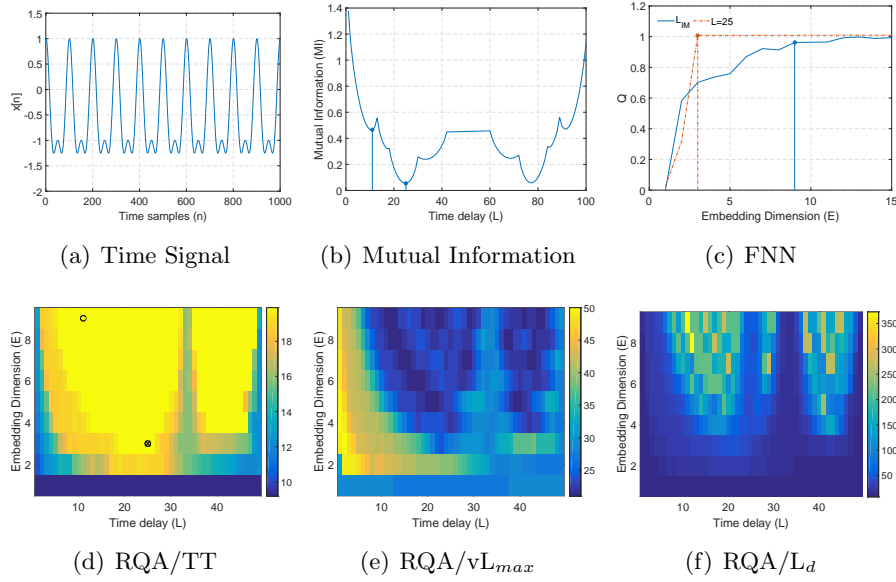 x[n]
1.5
1
0.5
0
-0.5
-1
-1.5
-2
0 200 400 600 800 1000
Time samples (n)
(a) Time Signal
Mutual Information (MI)
1.4
1.2
1
0.8
0.6
0.4
0.2
0
0 20 40 60 80 100
Time delay (L)
(b) Mutual Information
Q
1.2
1
0.8
0.6
0.4
0.2
0
L_IM L=25
0 5 10 15
Embedding Dimension (E)
(c) FNN
Embedding Dimension (E)
8
6
4
2
10 20 30 40
Time delay (L)
18
16
14
12
10
(d) RQA/TT
Embedding Dimension (E)
8
6
4
2
10 20 30 40
Time delay (L)
50
45
40
35
30
25
(e) RQA/vL_max
Embedding Dimension (E)
8
6
4
2
10 20 30 40
Time delay (L)
350
300
250
200
150
100
50
(f) RQA/L_d